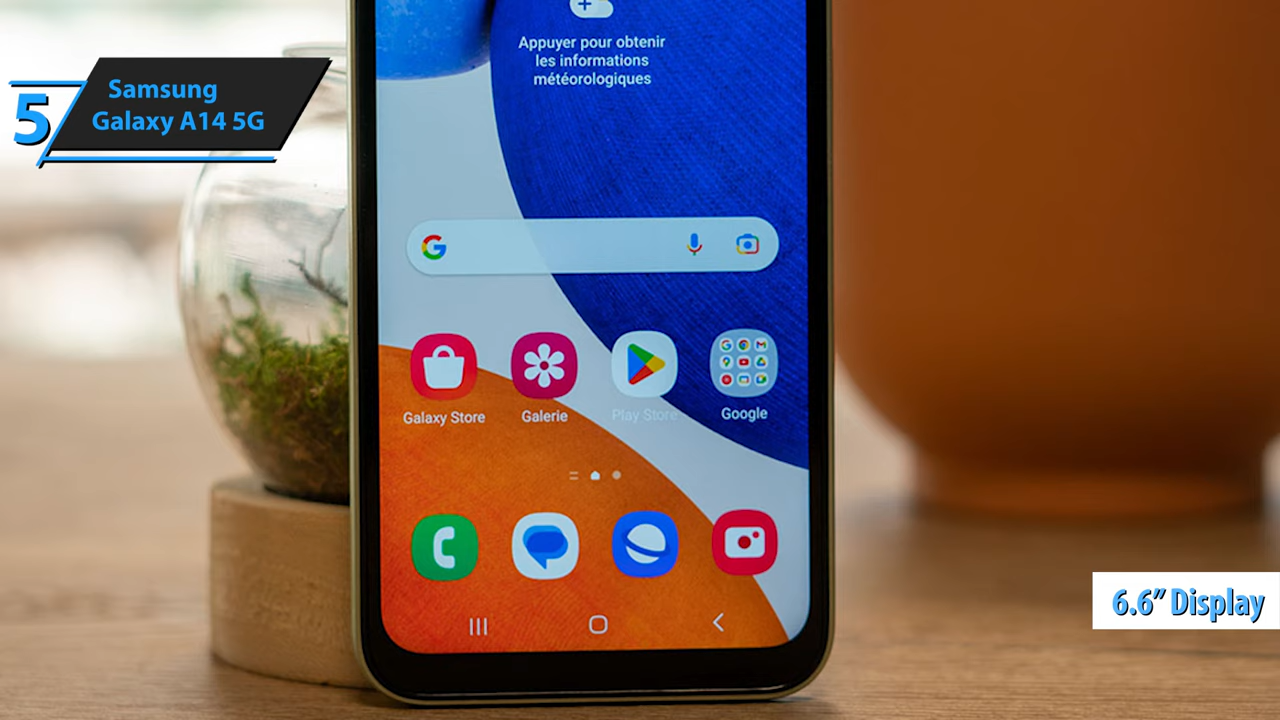 5
Samsung
Galaxy A14 5G
Appuyer pour obtenir
les informations
météorologiques
Galaxy Store
Galerie
Play Store
Google
6.6" Display